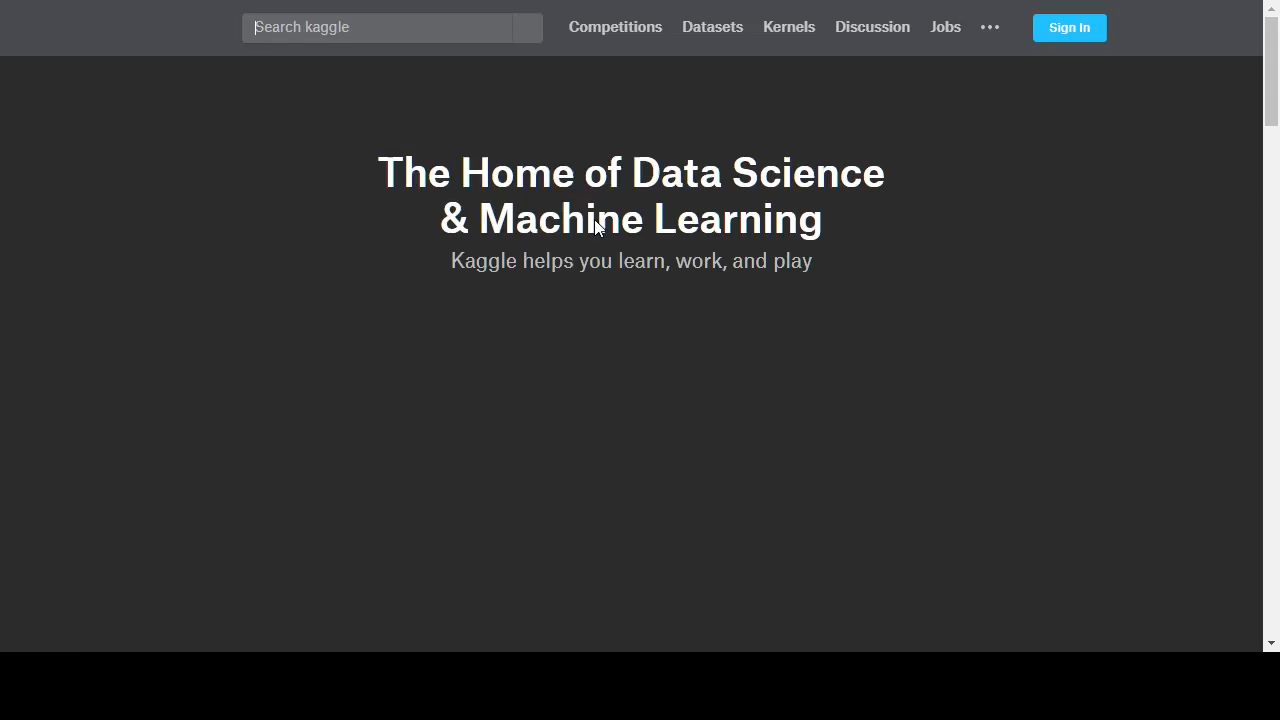 Search kaggle
Competitions Datasets Kernels Discussion Jobs ••• Sign In
The Home of Data Science
& Machine Learning
Kaggle helps you learn, work, and play